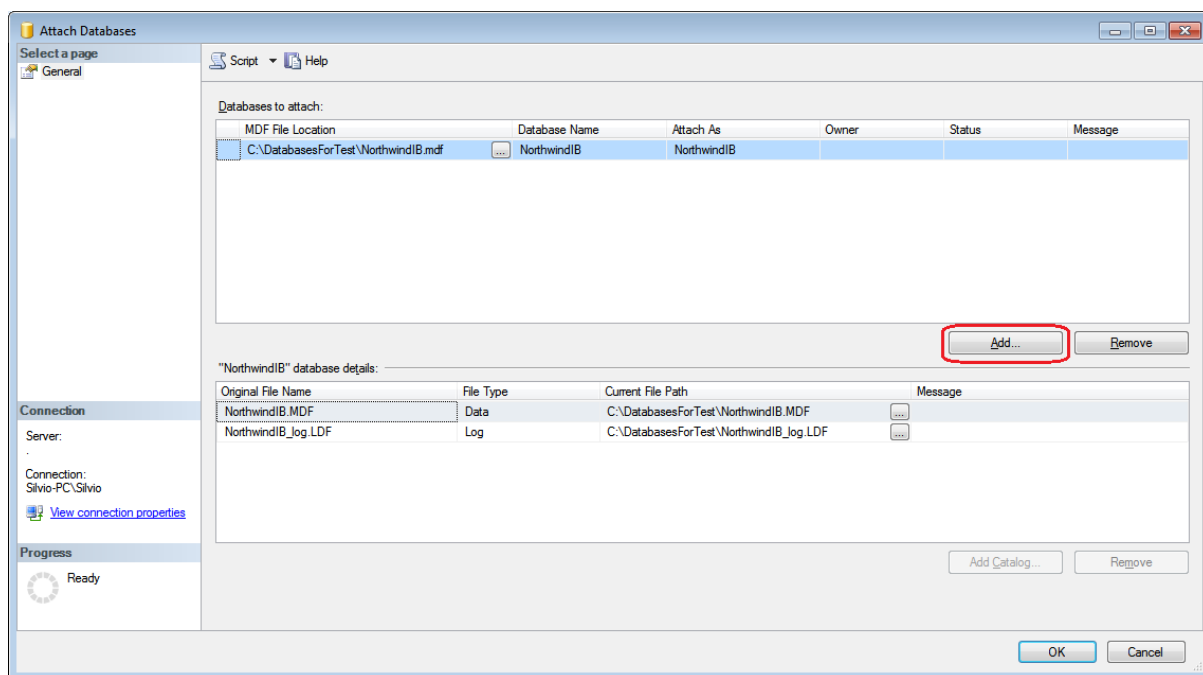 Attach Databases
Select a page
General
Script Help
Databases to attach:
MDF File Location Database Name Attach As Owner Status Message
C:\DatabasesForTest\NorthwindIB.mdf ... NorthwindIB NorthwindIB
Add... Remove
"NorthwindIB" database details:
Original File Name File Type Current File Path Message
NorthwindIB.MDF Data C:\DatabasesForTest\NorthwindIB.MDF ...
NorthwindIB_log.LDF Log C:\DatabasesForTest\NorthwindIB_log.LDF ...
Connection
Server:
.
Connection:
Silvio-PC\Silvio
View connection properties
Progress
Ready
Add Catalog... Remove
OK Cancel